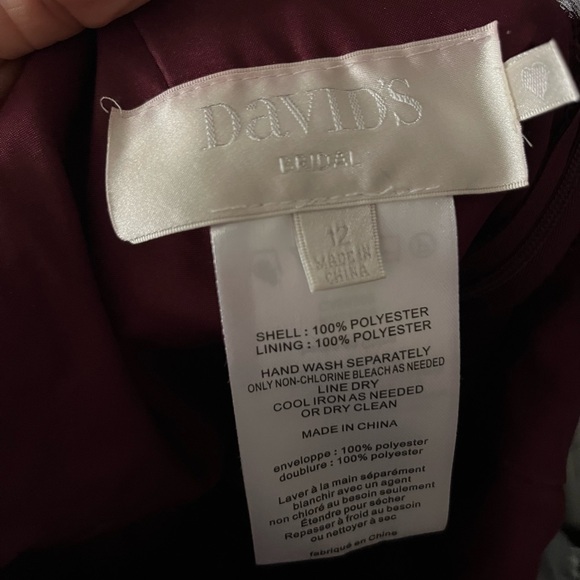 DAVID'S
BRIDAL
12
MADE IN
CHINA
SHELL : 100% POLYESTER
LINING : 100% POLYESTER
HAND WASH SEPARATELY
ONLY NON-CHLORINE BLEACH AS NEEDED
LINE DRY
COOL IRON AS NEEDED
OR DRY CLEAN
MADE IN CHINA
enveloppe : 100% polyester
doublure : 100% polyester
Laver à la main séparément
blanchir avec un agent
non chloré au besoin seulement
Étendre pour sécher
Repasser à froid au besoin
ou nettoyer à sec
fabriqué en Chine